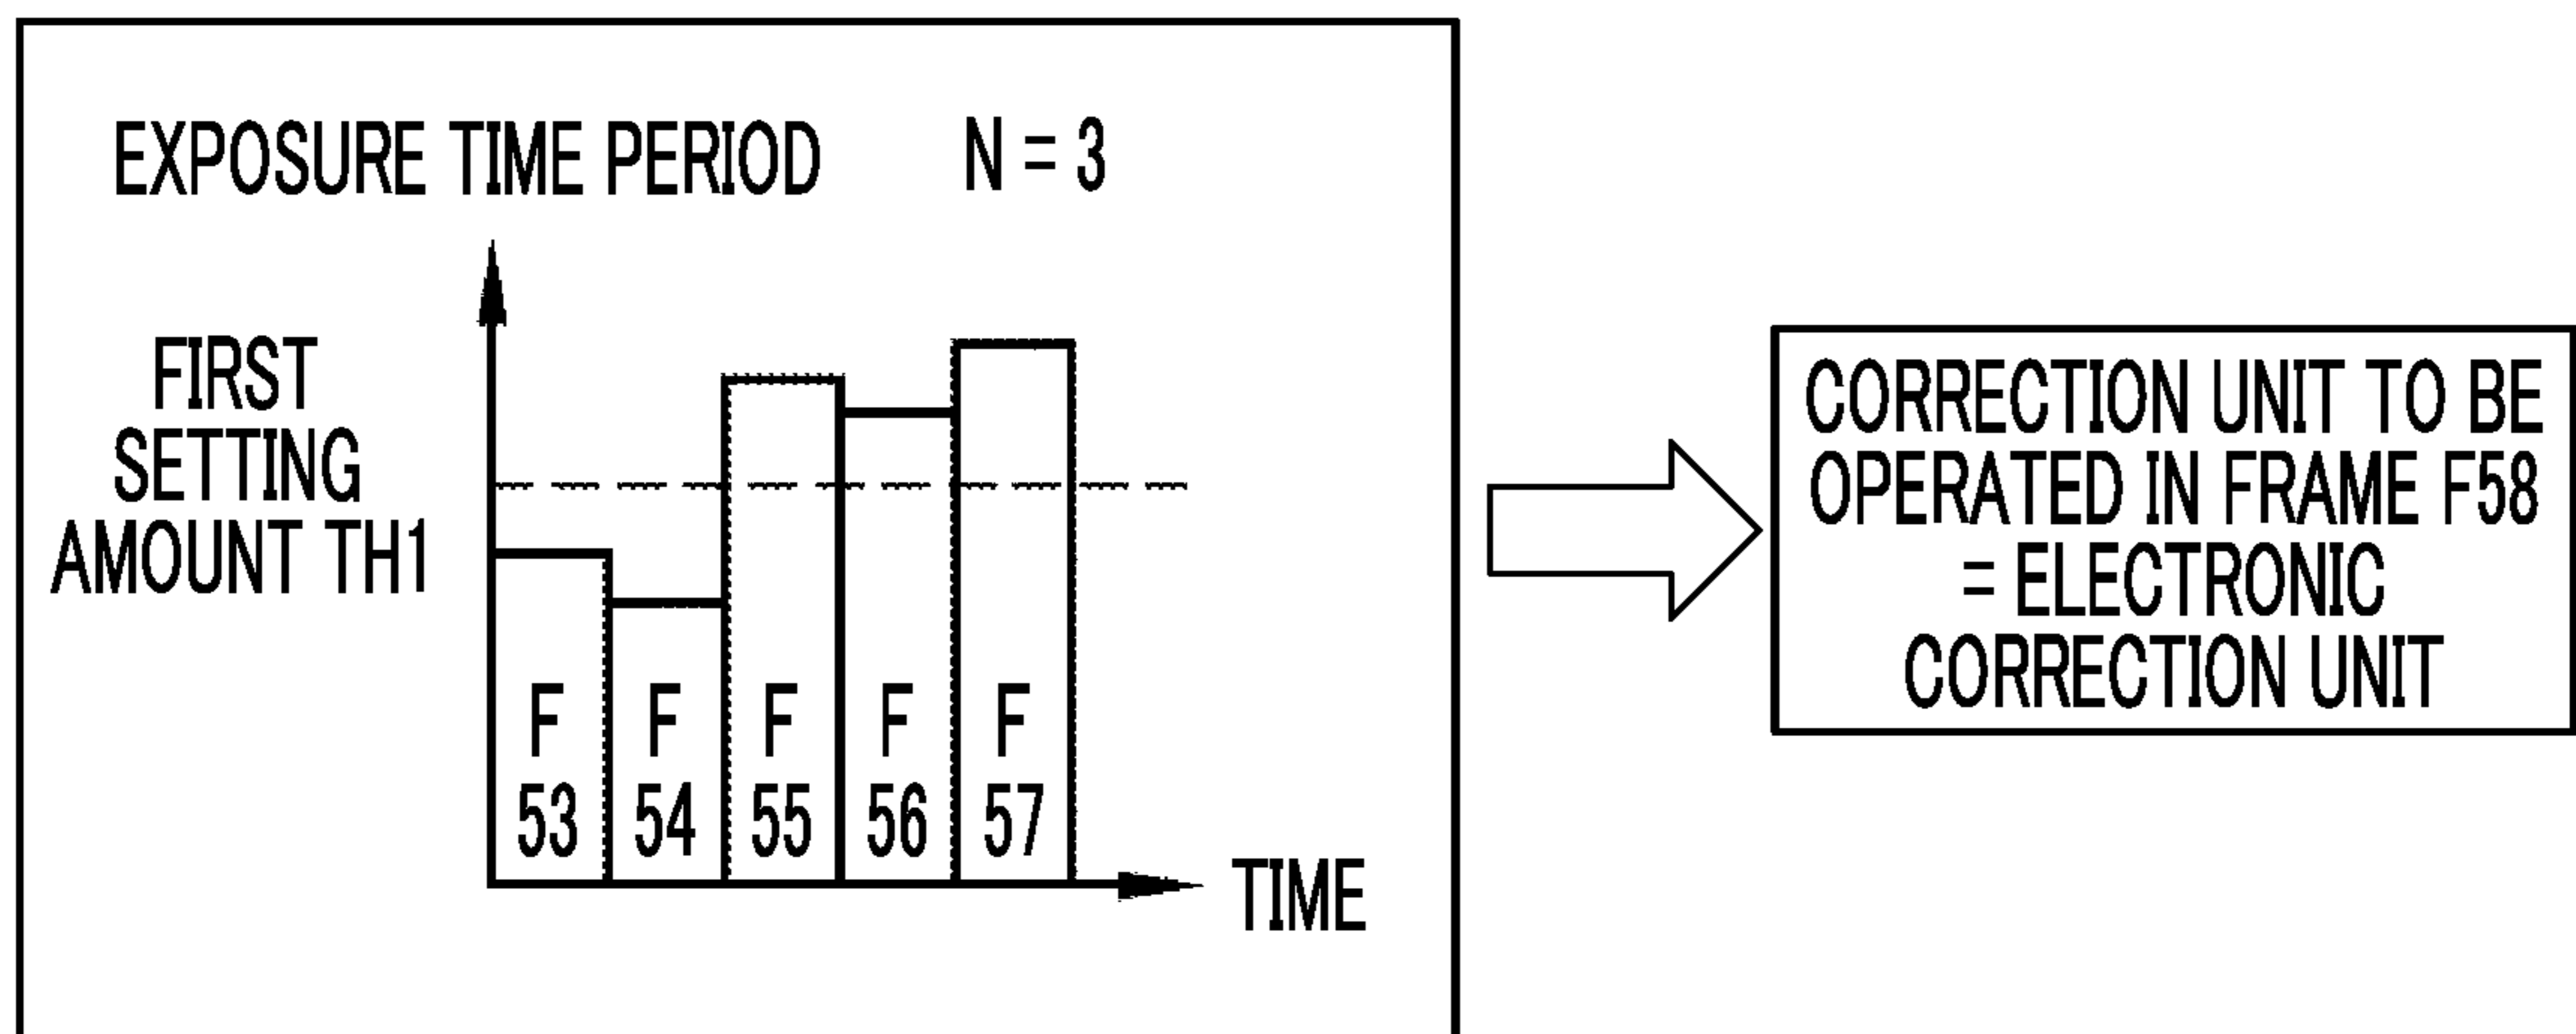 EXPOSURE TIME PERIOD N = 3
FIRST
SETTING
AMOUNT TH1
F F F F F
53 54 55 56 57
TIME
CORRECTION UNIT TO BE
OPERATED IN FRAME F58
= ELECTRONIC
CORRECTION UNIT